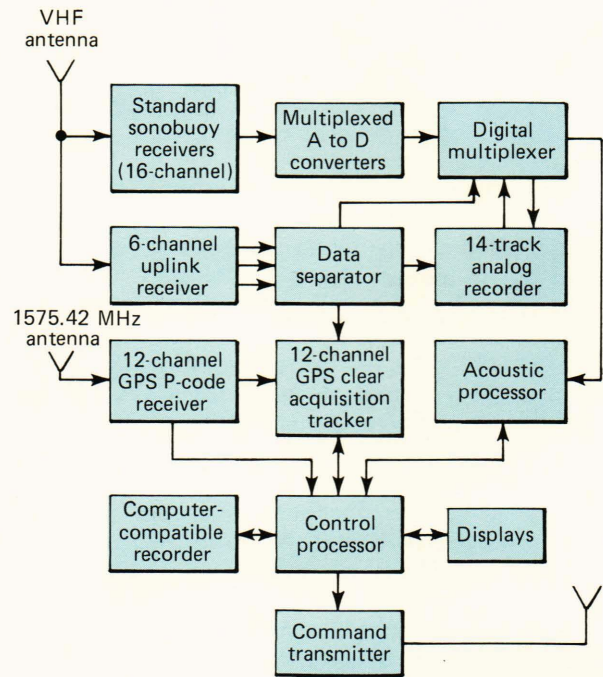 VHF
antenna
Standard
sonobuoy
receivers
(16-channel)
Multiplexed
A to D
converters
Digital
multiplexer
6-channel
uplink
receiver
Data
separator
14-track
analog
recorder
1575.42 MHz
antenna
12-channel
GPS P-code
receiver
12-channel
GPS clear
acquisition
tracker
Acoustic
processor
Computer-
compatible
recorder
Control
processor
Displays
Command
transmitter